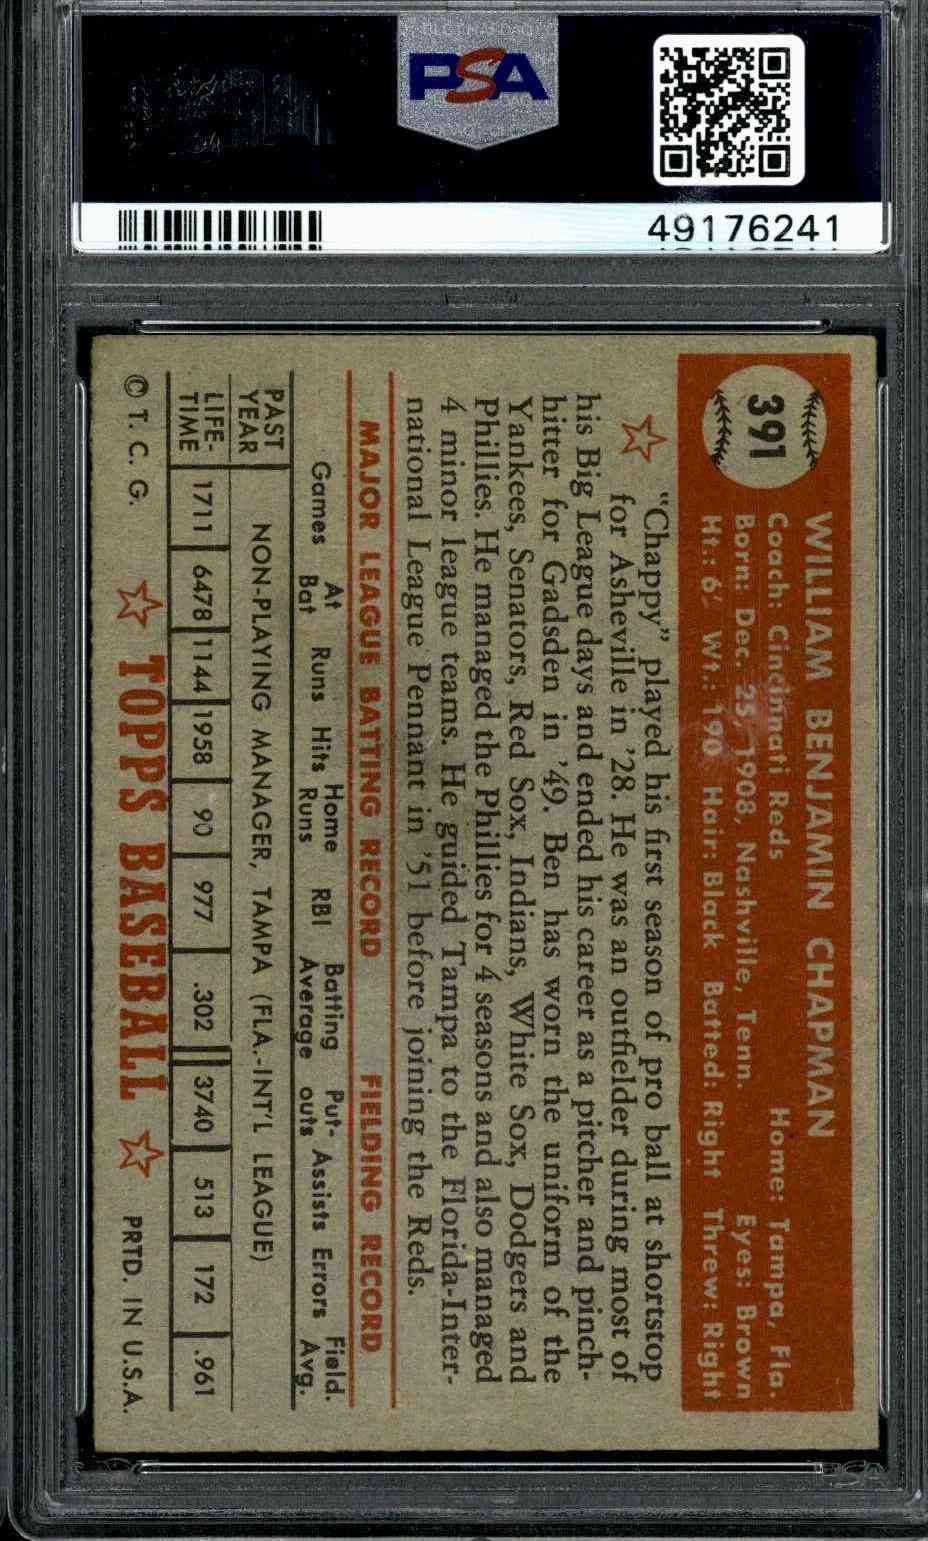 PSA
49176241
391
WILLIAM BENJAMIN CHAPMAN
Coach: Cincinnati Reds Home: Tampa, Fla.
Born: Dec. 25, 1908, Nashville, Tenn. Eyes: Brown
Ht.: 6' Wt.: 190 Hair: Black Batted: Right Threw: Right
"Chappy" played his first season of pro ball at shortstop
for Asheville in '28. He was an outfielder during most of
his Big League days and ended his career as a pitcher and pinch-
hitter for Gadsden in '49. Ben has worn the uniform of the
Yankees, Senators, Red Sox, Indians, White Sox, Dodgers and
Phillies. He managed the Phillies for 4 seasons and also managed
4 minor league teams. He guided Tampa to the Florida-Inter-
national League Pennant in '51 before joining the Reds.
MAJOR LEAGUE BATTING RECORD FIELDING RECORD
Games At Bat Runs Hits Home Runs RBI Batting Average Put-outs Assists Errors Field. Avg.
PAST YEAR NON-PLAYING MANAGER, TAMPA (FLA.-INT'L LEAGUE)
LIFE-TIME 1711 6478 1144 1958 90 977 .302 3740 513 172 .961
© T. C. G. TOPPS BASEBALL PRTD. IN U.S.A.